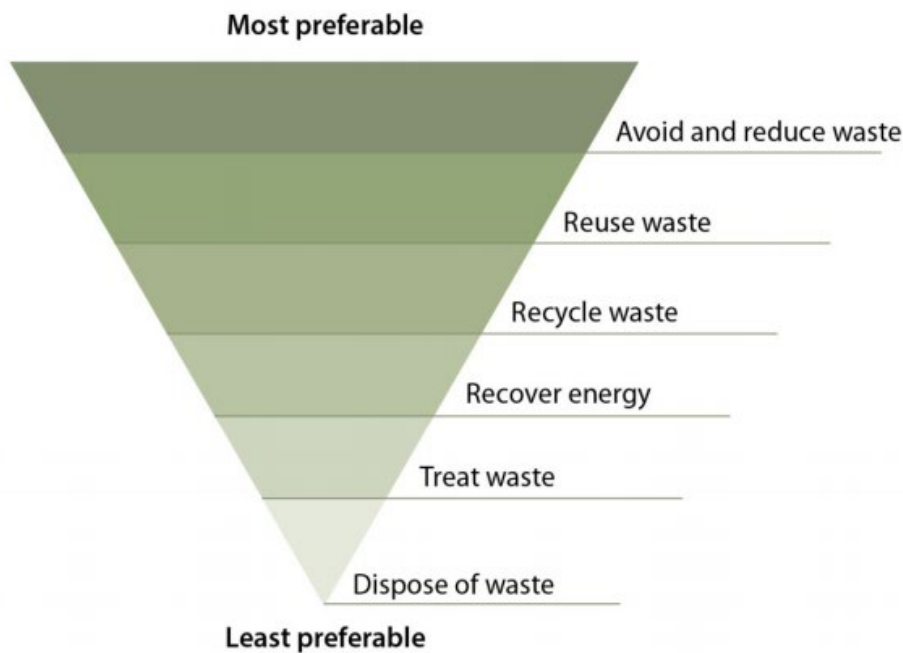 Most preferable
Avoid and reduce waste
Reuse waste
Recycle waste
Recover energy
Treat waste
Dispose of waste
Least preferable